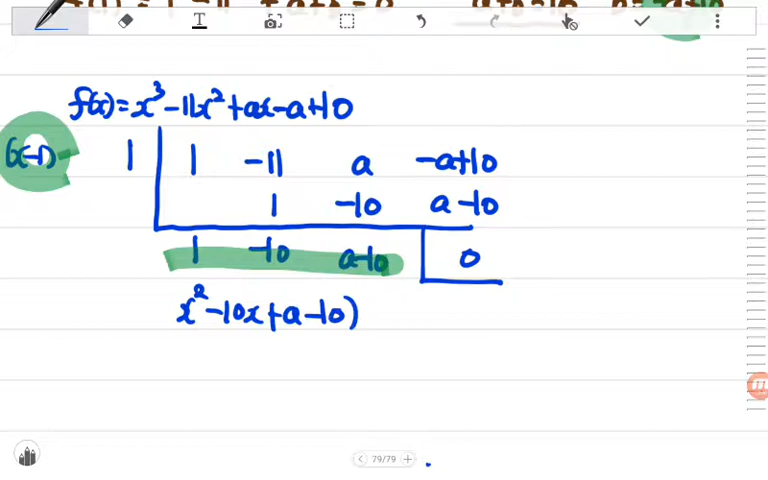 f(x)=x³-11x²+ax-a+10
(x-1) 1 | 1 -11 a -a+10
1 -10 a-10
1 -10 a-10 0
x²-10x+a-10)
79/79